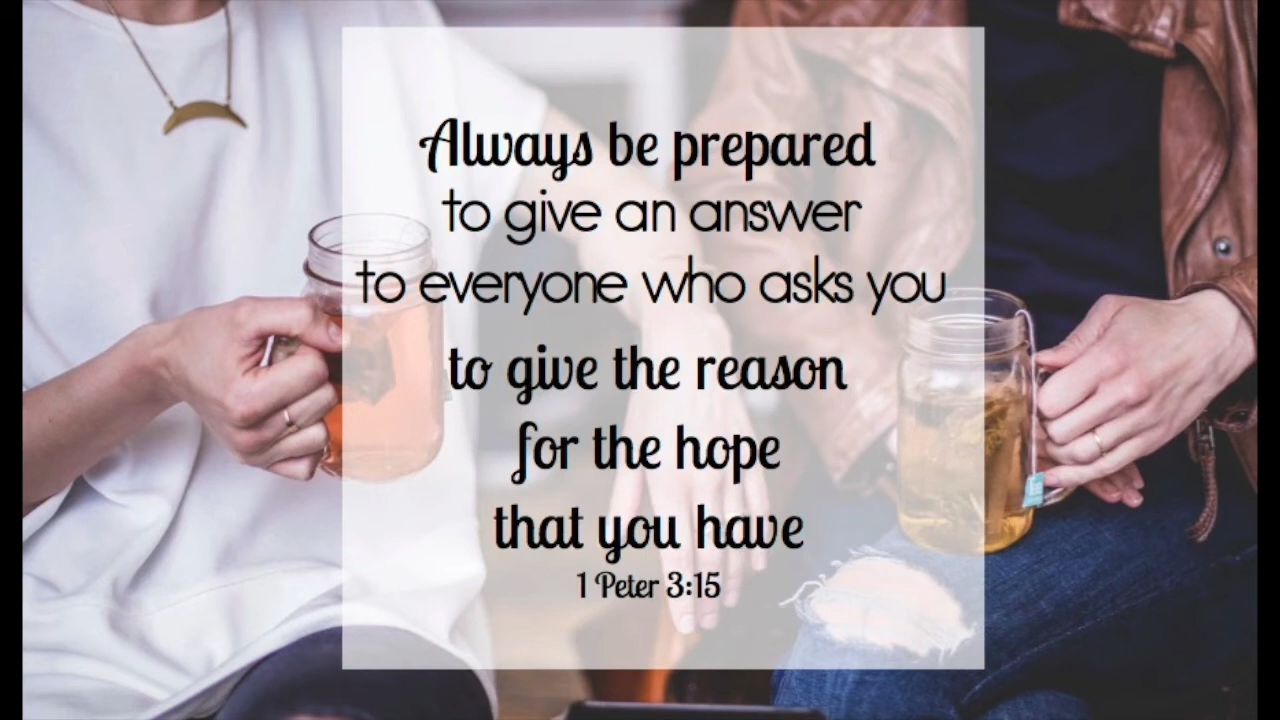 Always be prepared
to give an answer
to everyone who asks you
to give the reason
for the hope
that you have
1 Peter 3:15